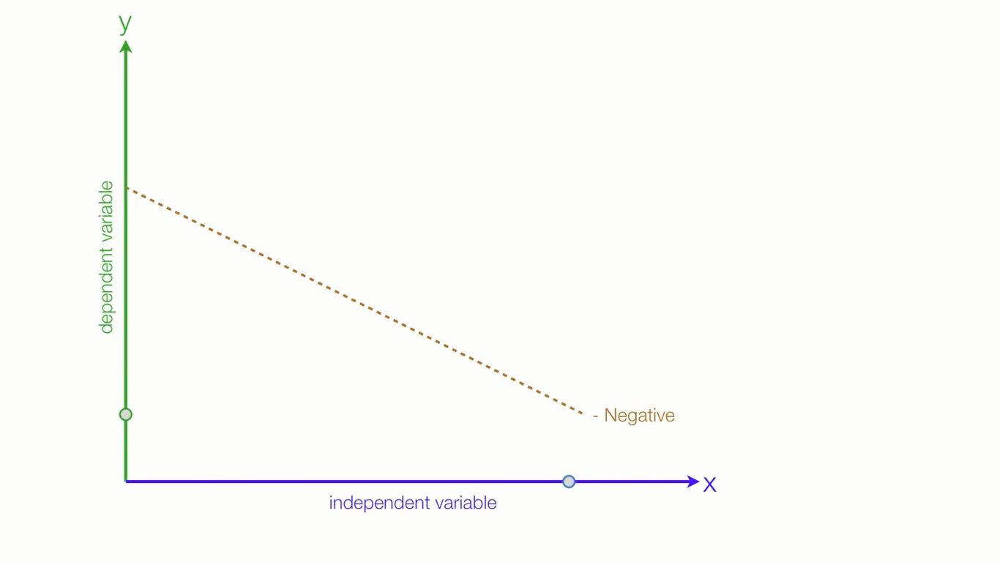 y
dependent variable
- Negative
x
independent variable